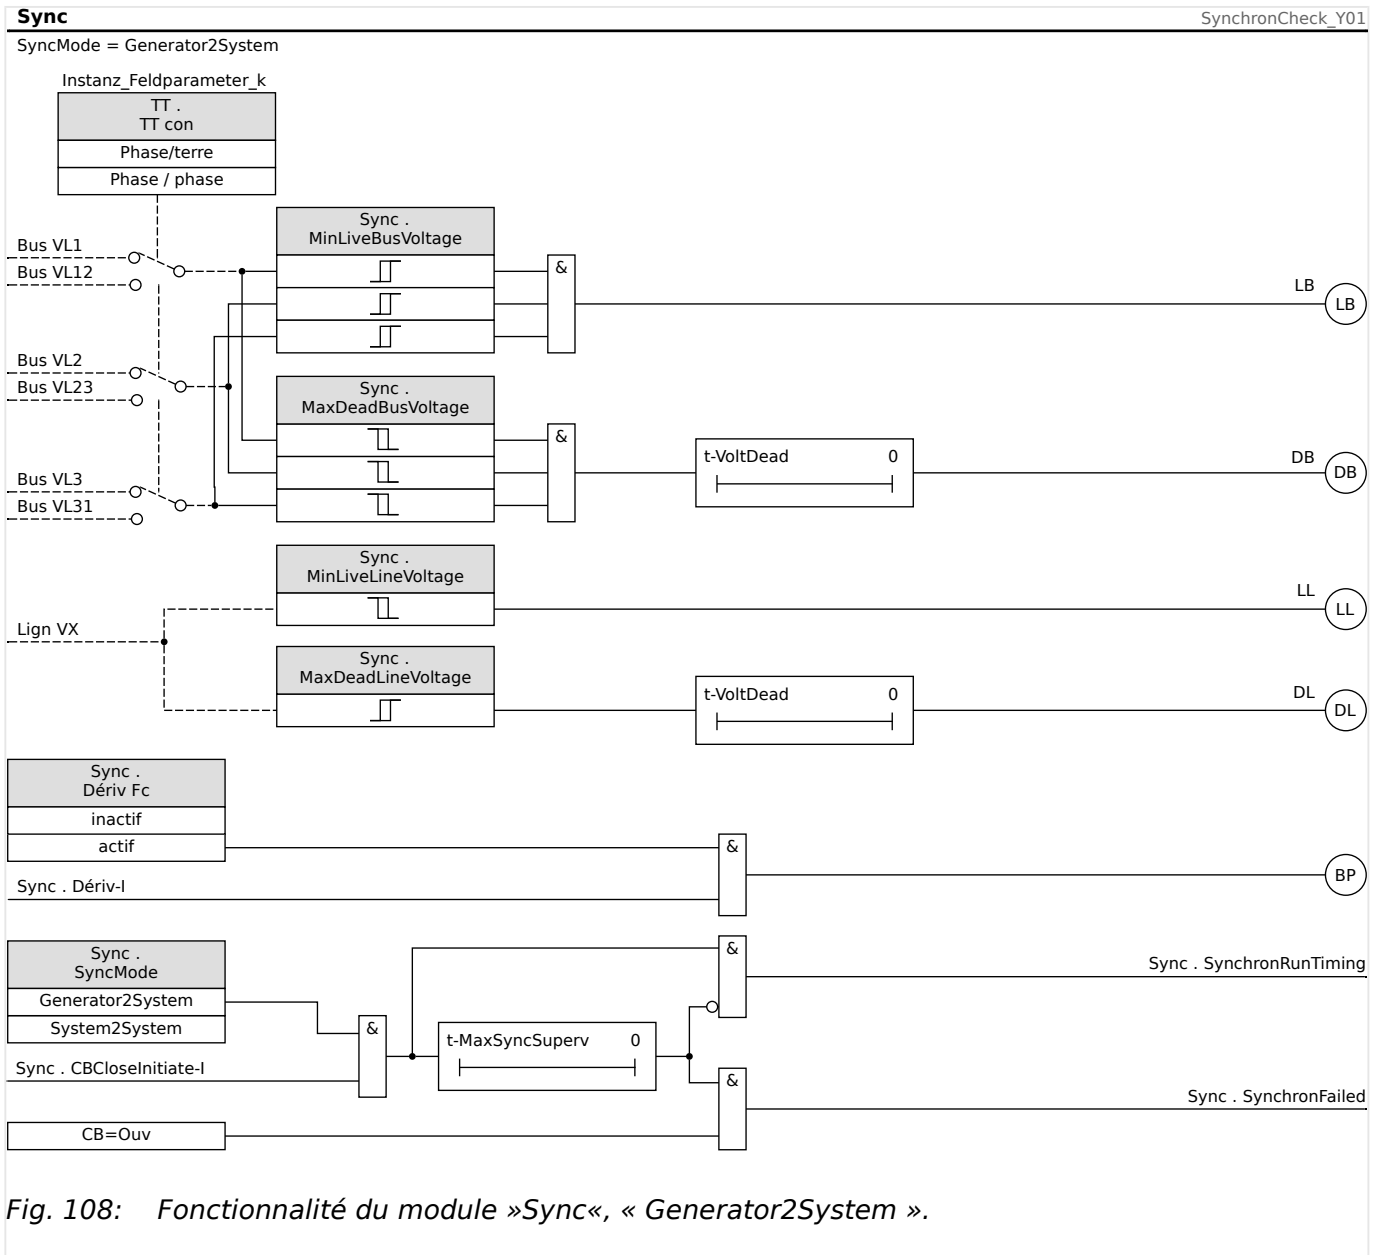 Sync
SynchronCheck_Y01
SyncMode = Generator2System
Instanz_Feldparameter_k
TT .
TT con
Phase/terre
Phase / phase
Bus VL1
Bus VL12
Bus VL2
Bus VL23
Bus VL3
Bus VL31
Sync .
MinLiveBusVoltage
&
LB
LB
Sync .
MaxDeadBusVoltage
&
t-VoltDead 0
DB
DB
Sync .
MinLiveLineVoltage
LL
LL
Lign VX
Sync .
MaxDeadLineVoltage
t-VoltDead 0
DL
DL
Sync .
Dériv Fc
inactif
actif
Sync . Dériv-I
&
BP
Sync .
SyncMode
Generator2System
System2System
Sync . CBCloseInitiate-I
&
t-MaxSyncSuperv 0
&
Sync . SynchronRunTiming
&
Sync . SynchronFailed
CB=Ouv
Fig. 108: Fonctionnalité du module »Sync«, « Generator2System ».